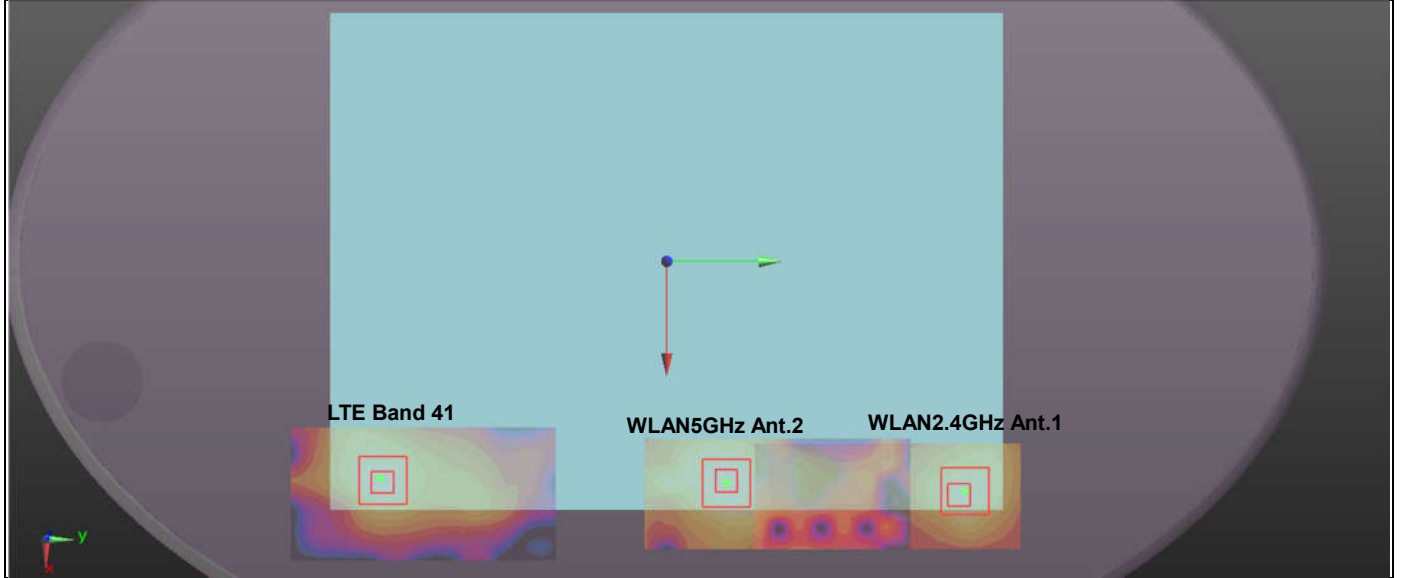 LTE Band 41
WLAN5GHz Ant.2
WLAN2.4GHz Ant.1
y
x